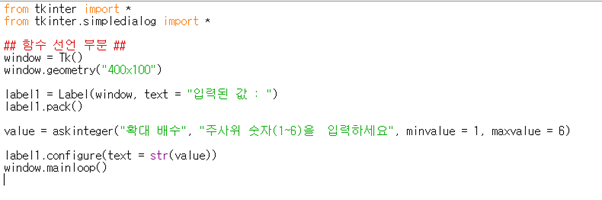 from tkinter import *
from tkinter.simpledialog import *
## 함수 선언 부분 ##
window = Tk()
window.geometry("400x100")
label1 = Label(window, text = "입력된 값 : ")
label1.pack()
value = askinteger("확대 배수", "주사위 숫자(1~6)을  입력하세요", minvalue = 1, maxvalue = 6)
label1.configure(text = str(value))
window.mainloop()